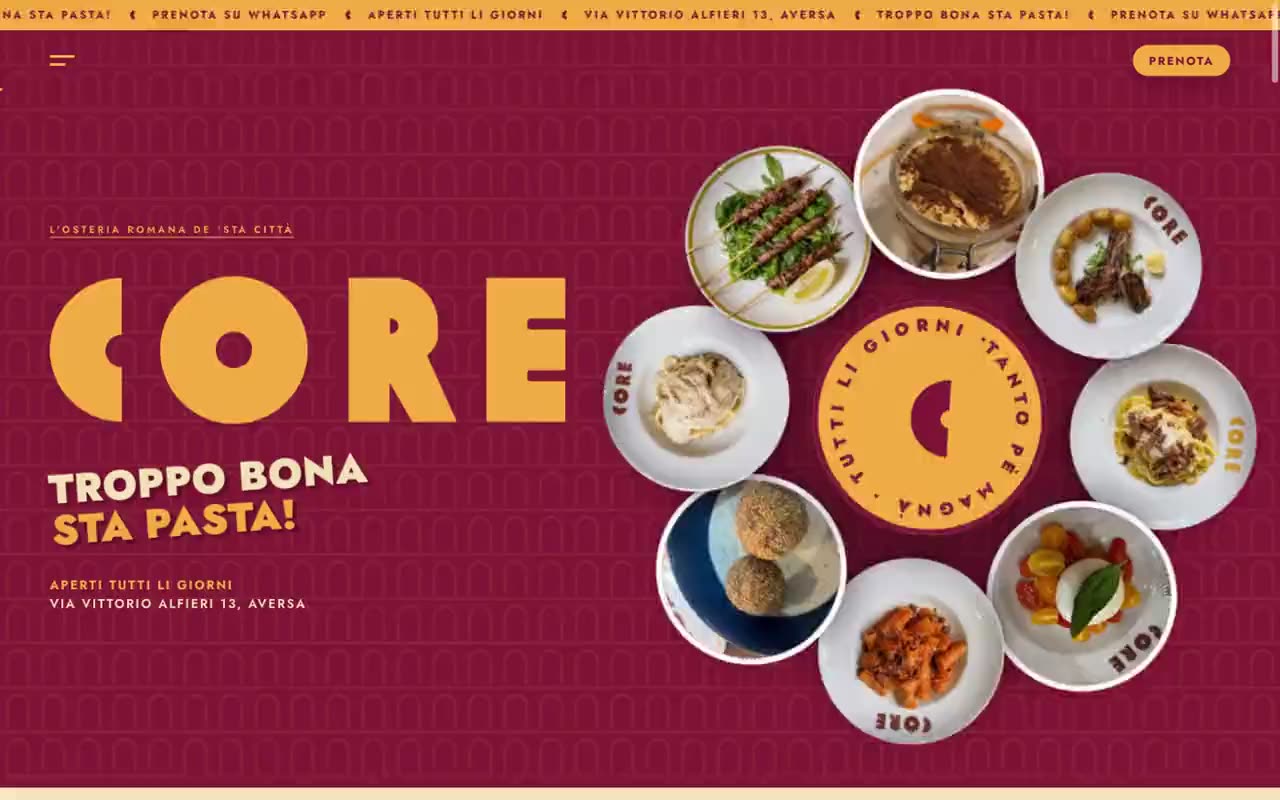 NA STA PASTA! PRENOTA SU WHATSAPP APERTI TUTTI LI GIORNI VIA VITTORIO ALFIERI 13, AVERSA TROPPO BONA STA PASTA! PRENOTA SU WHATSAPP
PRENOTA
L'OSTERIA ROMANA DE 'STA CITTÀ
CORE
TROPPO BONA
STA PASTA!
APERTI TUTTI LI GIORNI
VIA VITTORIO ALFIERI 13, AVERSA
CORE
CORE
CORE
CORE
CORE
TUTTI LI GIORNI · TANTO PÉ MAGNÀ ·